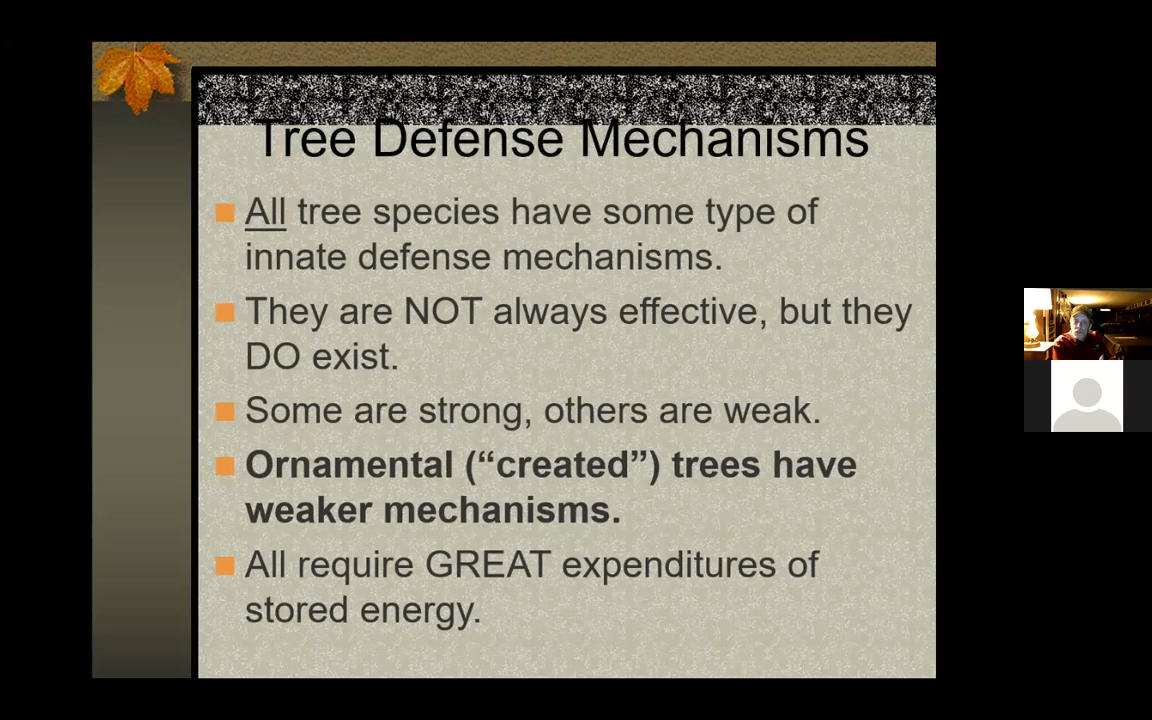 Tree Defense Mechanisms
All tree species have some type of
innate defense mechanisms.
They are NOT always effective, but they
DO exist.
Some are strong, others are weak.
Ornamental (“created”) trees have
weaker mechanisms.
All require GREAT expenditures of
stored energy.